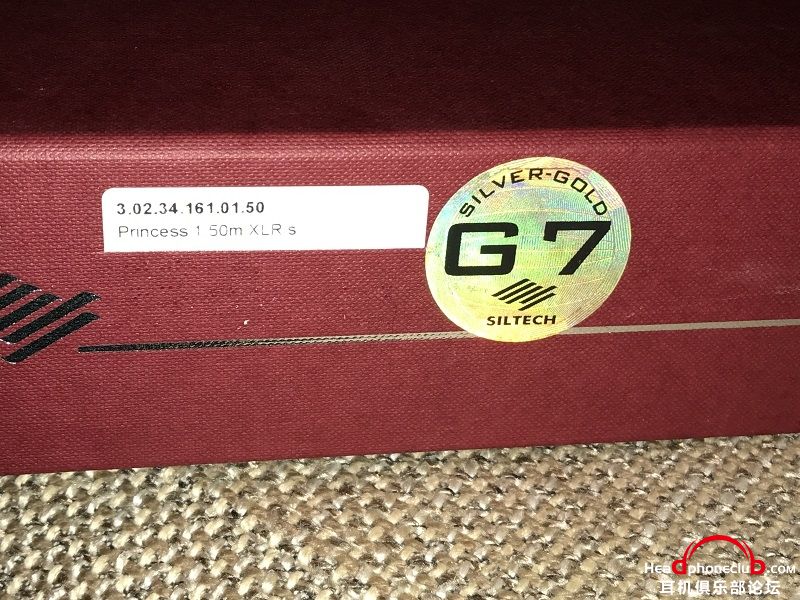 3.02.34.161.01.50
Princess 1.50m XLR s
SILVER-GOLD
G7
SILTECH
Headphoneclub.com
耳机俱乐部论坛